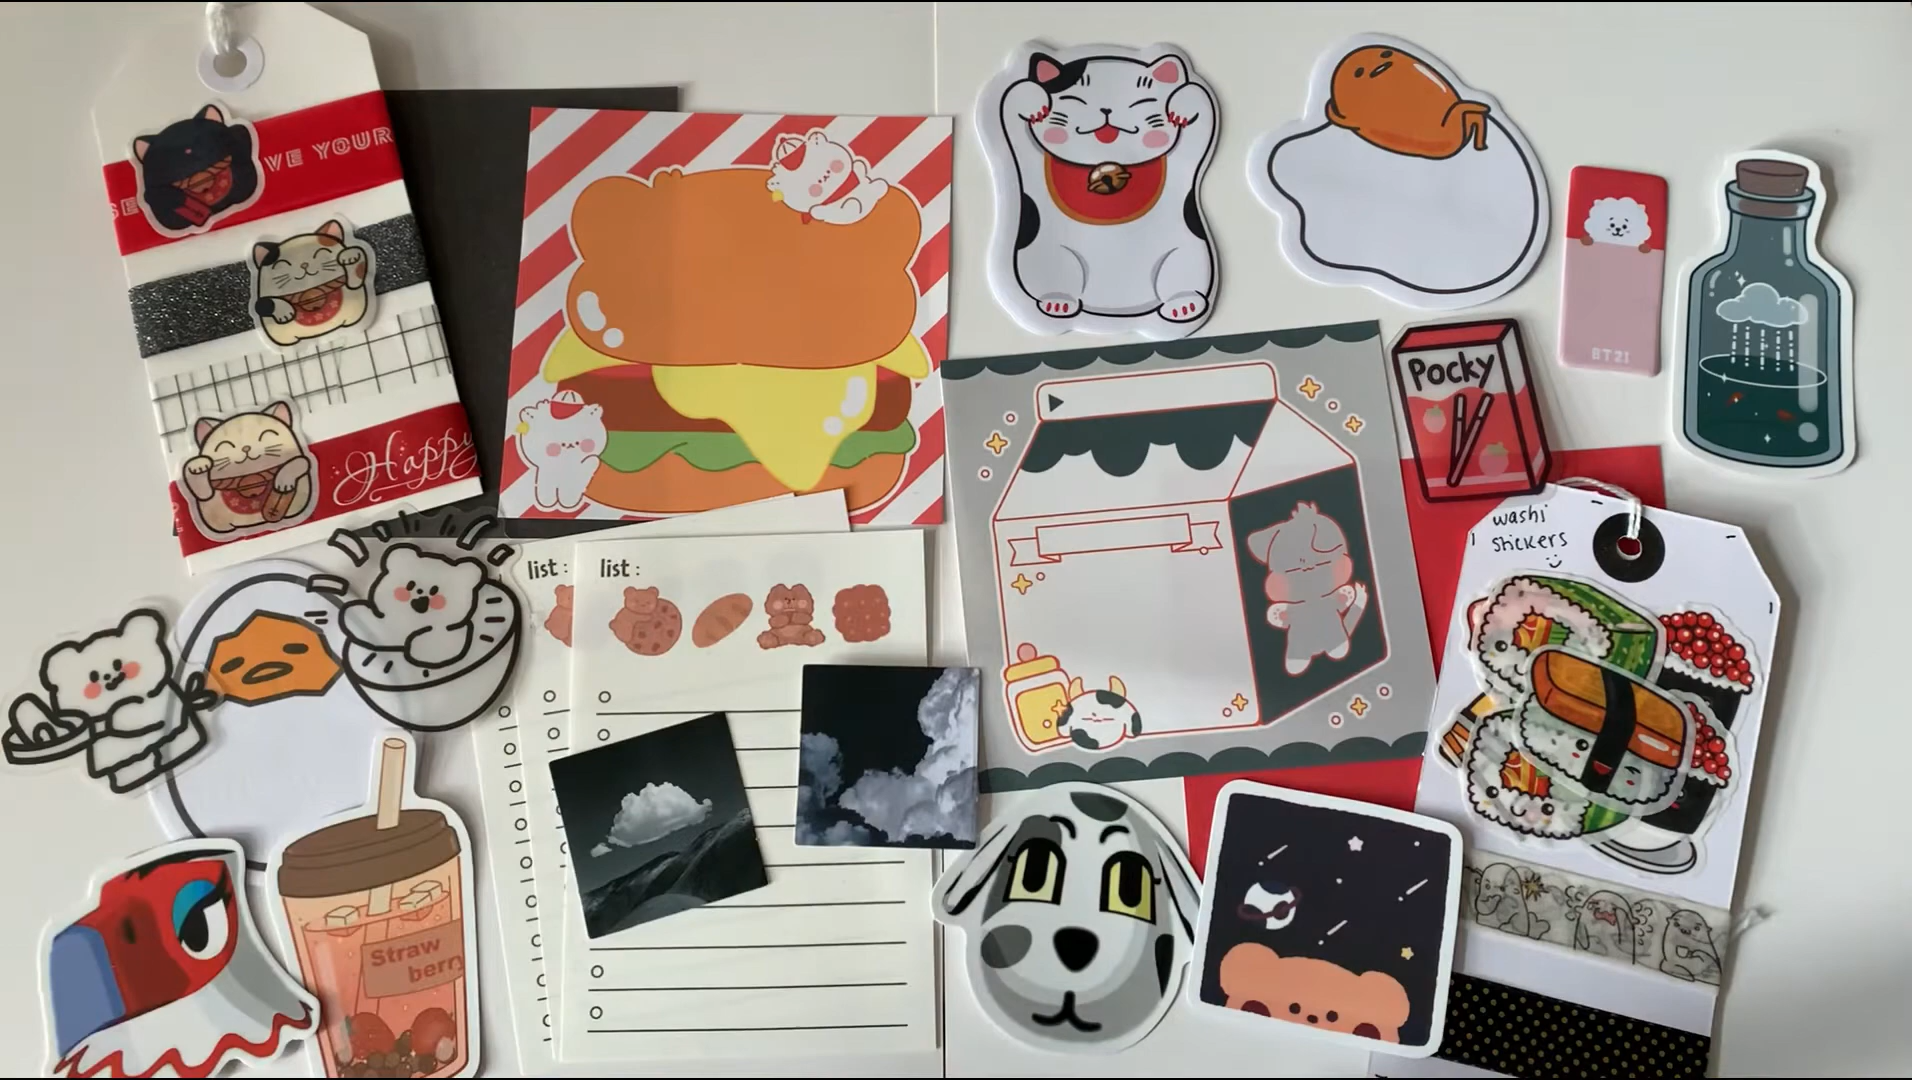 VE YOUR
Happy
list :
list :
BT21
Pocky
washi
stickers
Straw
berry